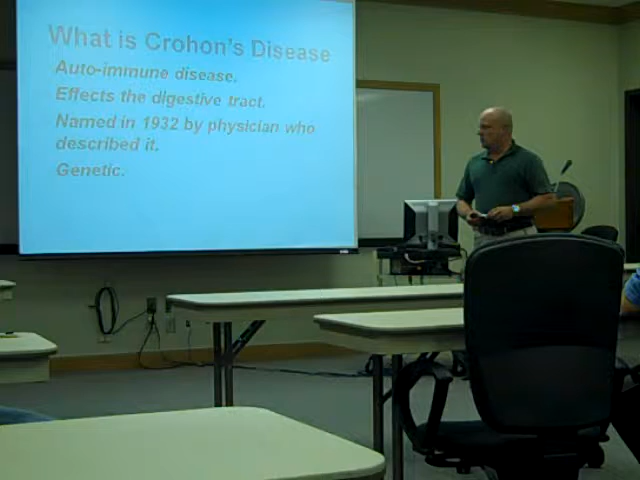 What is Crohon's Disease
Auto-immune disease.
Effects the digestive tract.
Named in 1932 by physician who
described it.
Genetic.